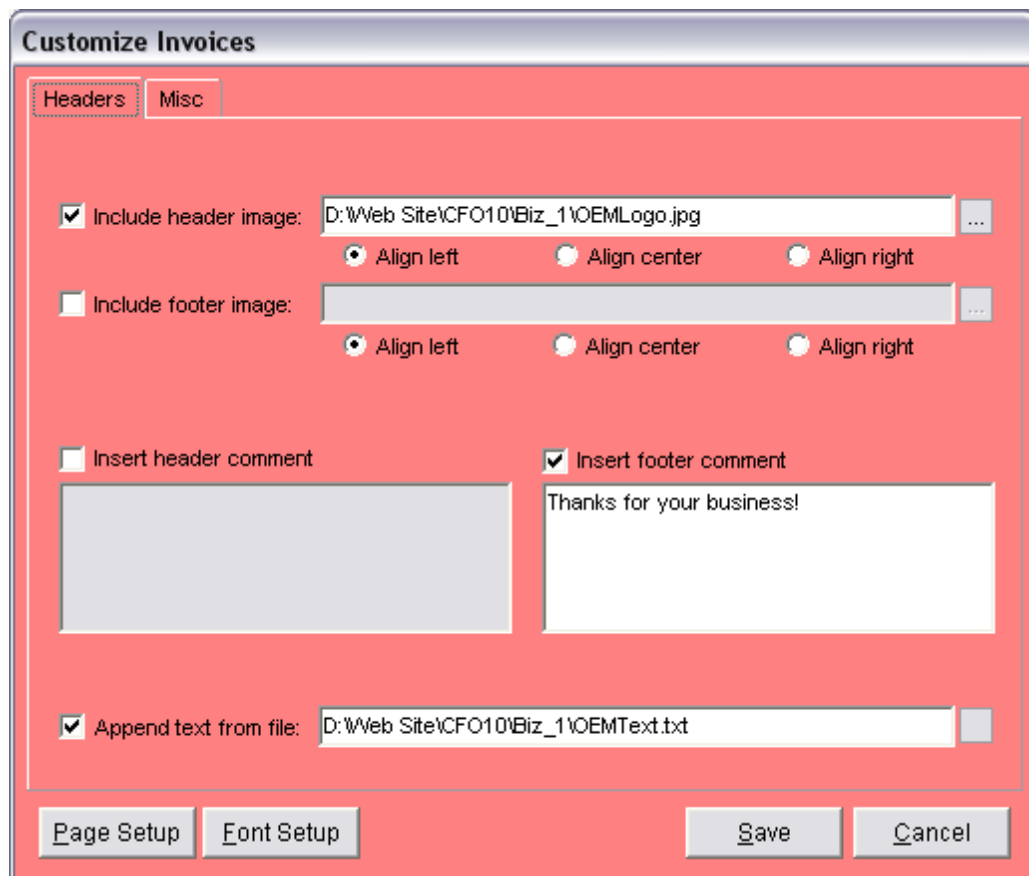 Customize Invoices
Headers Misc
Include header image: D:\Web Site\CFO10\Biz_1\OEMLogo.jpg ...
Align left Align center Align right
Include footer image: ...
Align left Align center Align right
Insert header comment Insert footer comment
Thanks for your business!
Append text from file: D:\Web Site\CFO10\Biz_1\OEMText.txt
Page Setup Font Setup Save Cancel